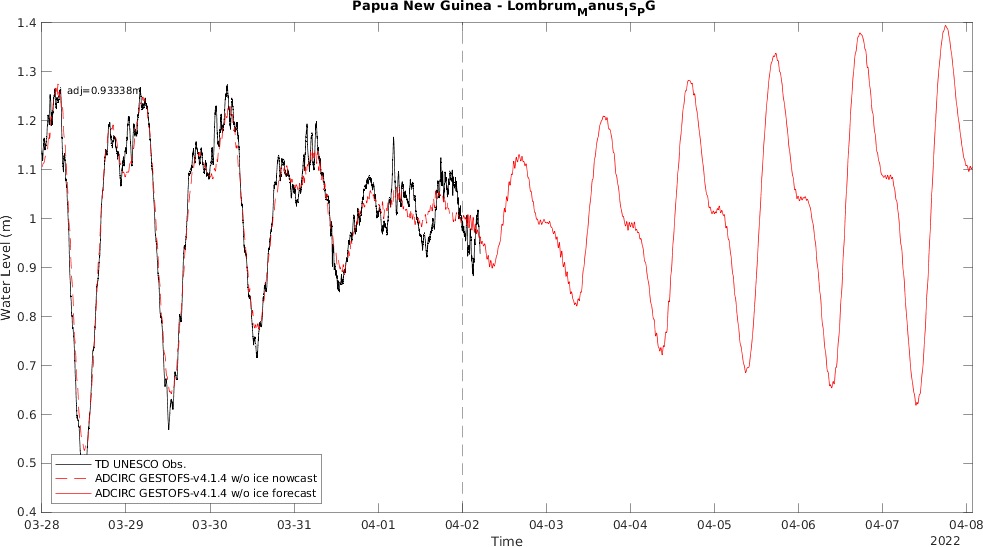 Papua New Guinea - LombrumManusIsPG
1.4
1.3
adj=0.93338m
1.2
1.1
1
0.9
0.8
0.7
0.6
0.5
0.4
Water Level (m)
TD UNESCO Obs.
ADCIRC GESTOFS-v4.1.4 w/o ice nowcast
ADCIRC GESTOFS-v4.1.4 w/o ice forecast
03-28 03-29 03-30 03-31 04-01 04-02 04-03 04-04 04-05 04-06 04-07 04-08
Time
2022